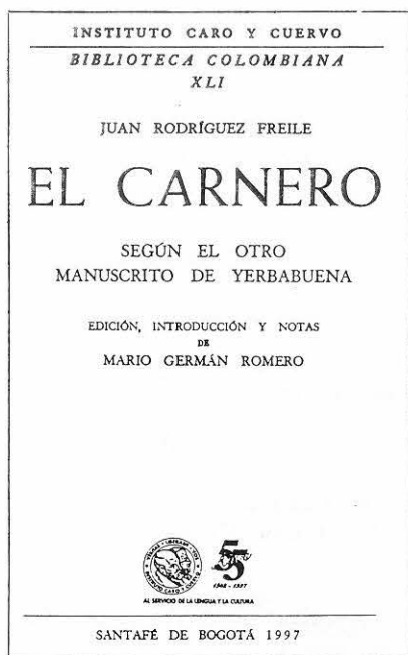 INSTITUTO CARO Y CUERVO
BIBLIOTECA COLOMBIANA
XLI
JUAN RODRÍGUEZ FREILE
EL CARNERO
SEGÚN EL OTRO
MANUSCRITO DE YERBABUENA
EDICIÓN, INTRODUCCIÓN Y NOTAS
DE
MARIO GERMÁN ROMERO
AL SERVICIO DE LA LENGUA Y LA CULTURA
SANTAFÉ DE BOGOTÁ 1997